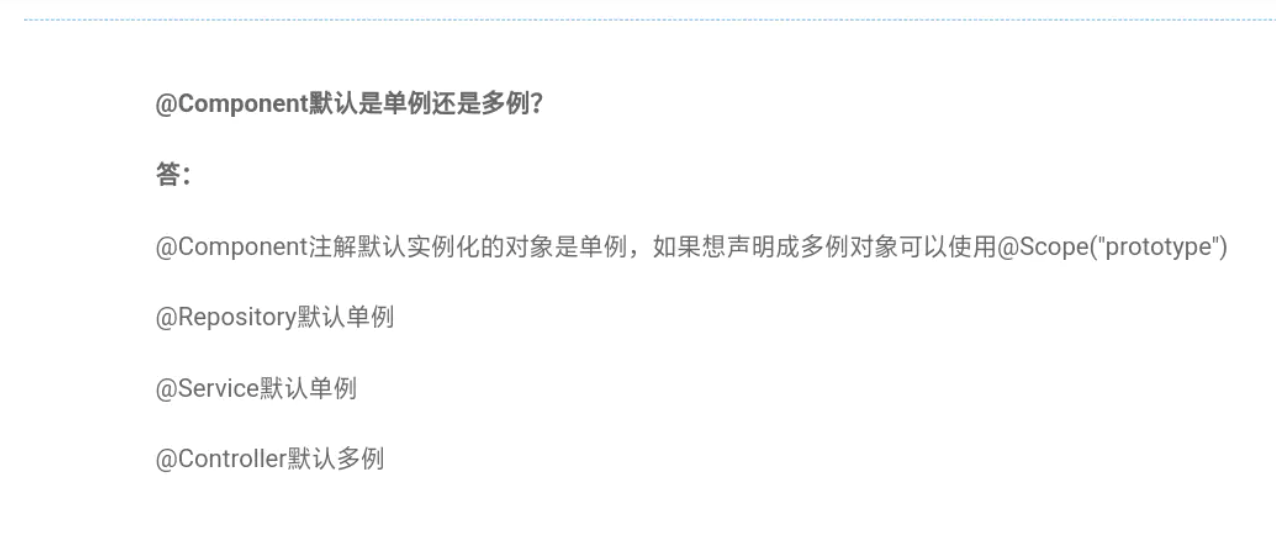 @Component默认是单例还是多例？
答：
@Component注解默认实例化的对象是单例，如果想声明成多例对象可以使用@Scope("prototype")
@Repository默认单例
@Service默认单例
@Controller默认多例